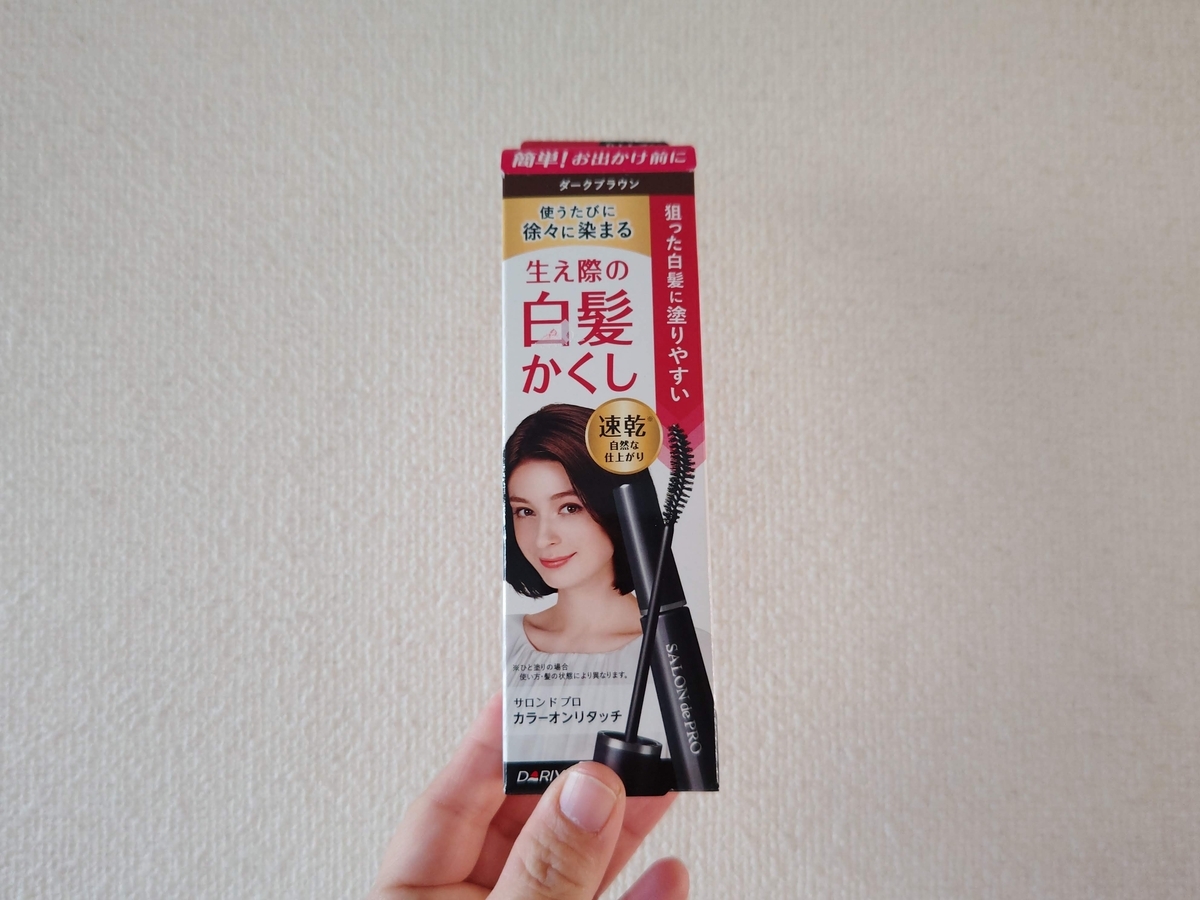 簡単!お出かけ前に
ダークブラウン
使うたびに
徐々に染まる
狙った白髪に塗りやすい
生え際の
白髪
かくし
速乾※
自然な
仕上がり
※ひと塗りの場合
使い方・髪の状態により異なります。
サロン ド プロ
カラーオンリタッチ
SALON de PRO